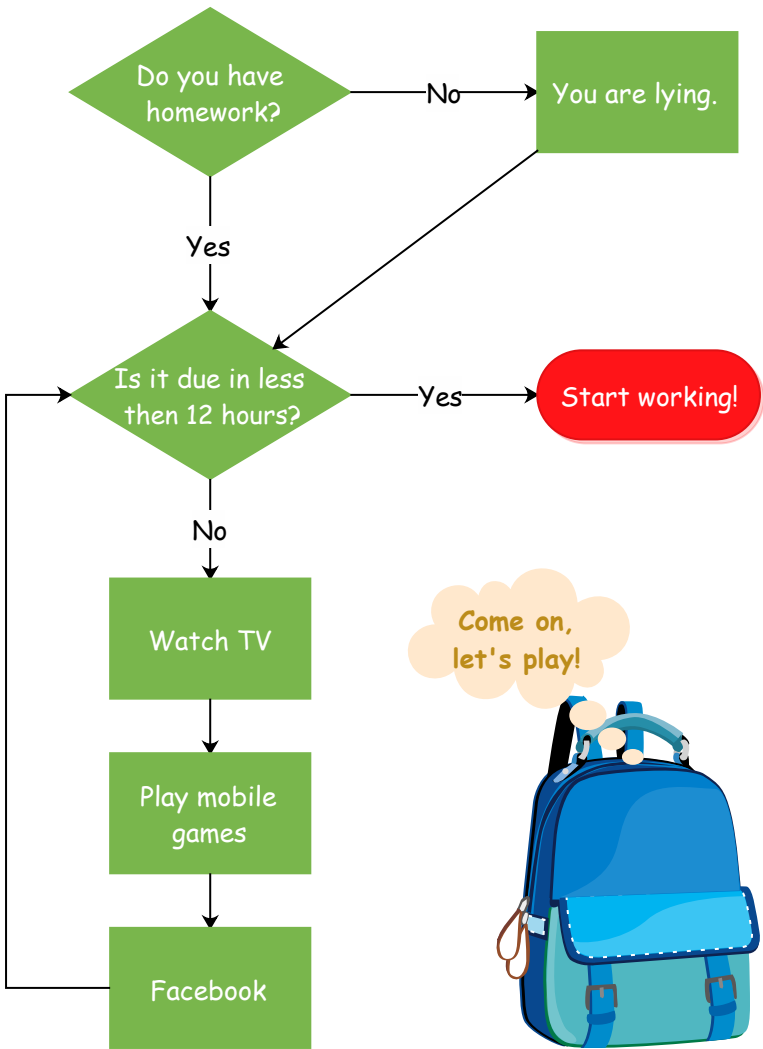 Do you have
homework?
No
You are lying.
Yes
Is it due in less
then 12 hours?
Yes
Start working!
No
Watch TV
Come on,
let's play!
Play mobile
games
Facebook